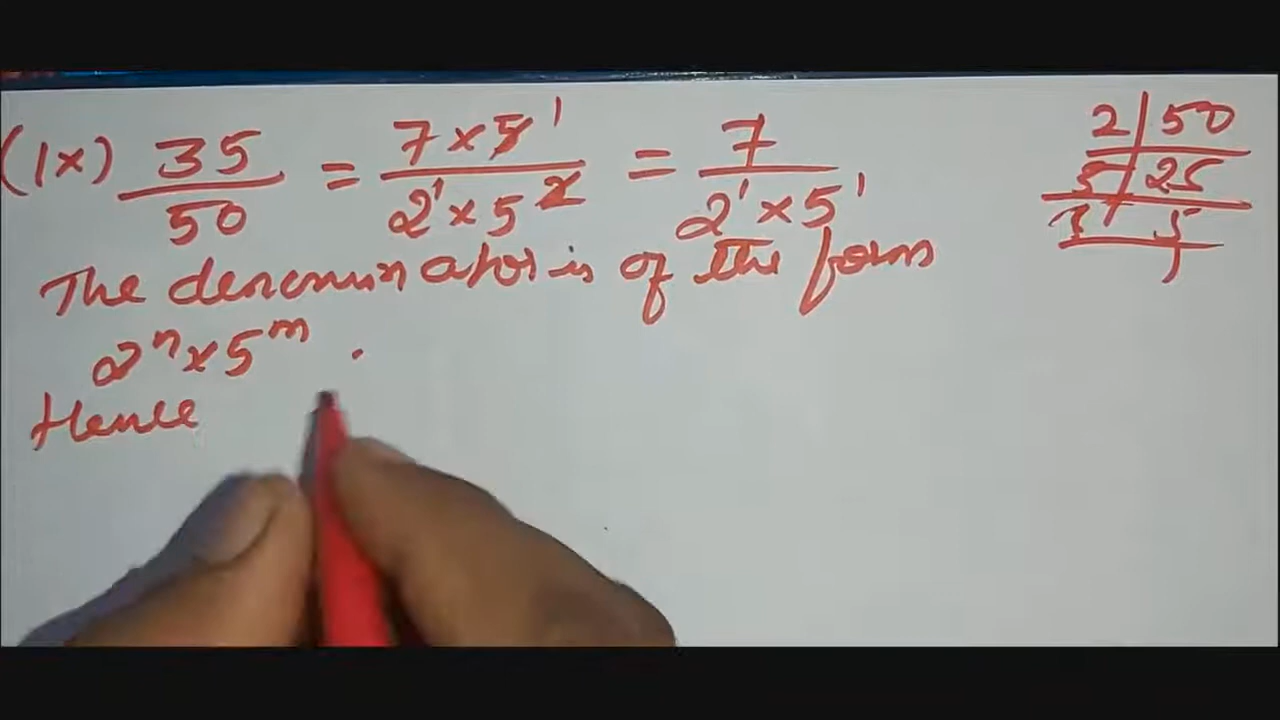 (ix) 35/50 = 7×5¹/2¹×5² = 7/2¹×5¹
2 | 50
5 | 25
5 | 5
The denominator is of the form
2ⁿ×5ᵐ.
Hence